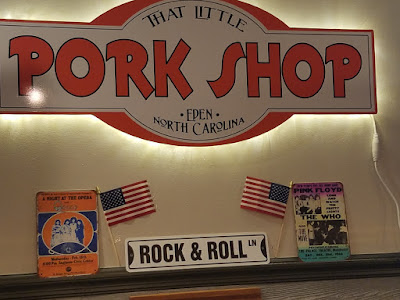 THAT LITTLE
PORK SHOP
• EDEN •
NORTH CAROLINA
A NIGHT AT THE OPERA
PINK FLOYD
THE WHO
ROCK & ROLL LN